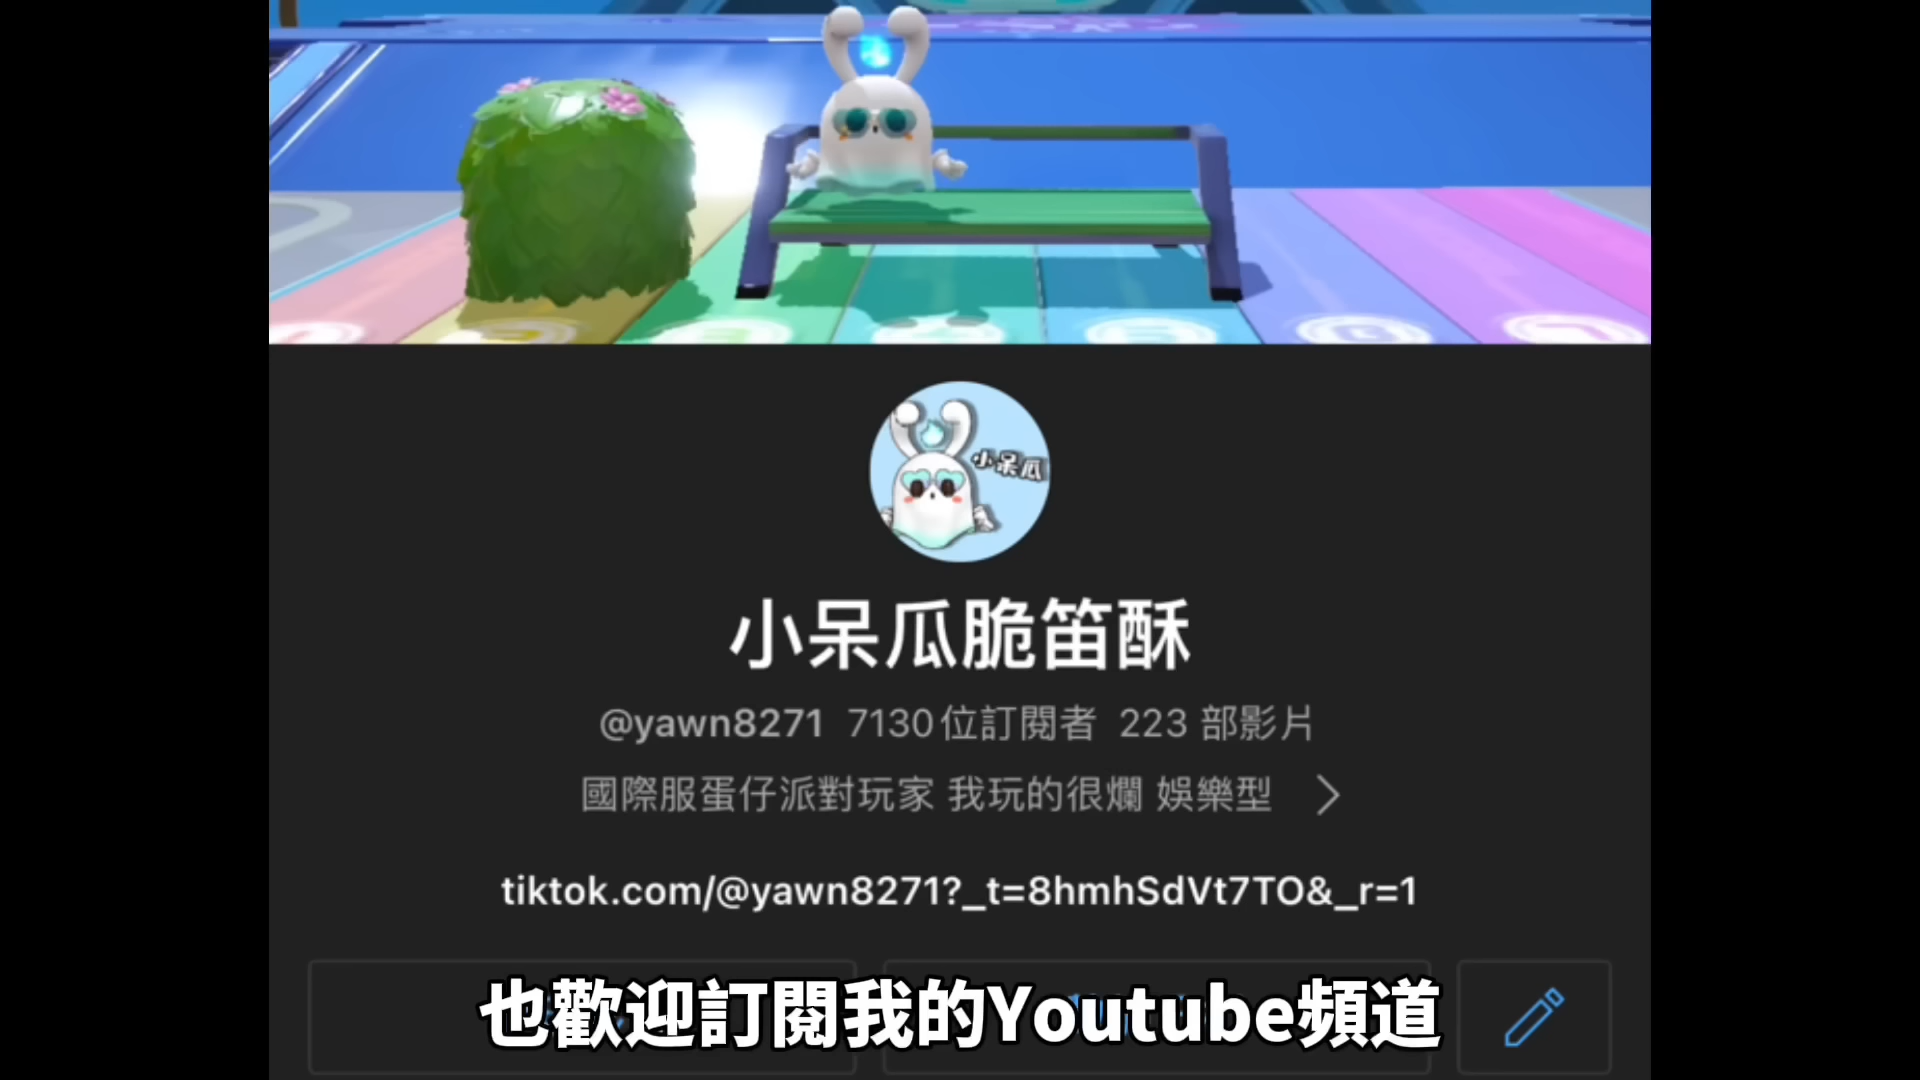 小呆瓜
小呆瓜脆笛酥
@yawn8271 7130位訂閱者 223 部影片
國際服蛋仔派對玩家 我玩的很爛 娛樂型
tiktok.com/@yawn8271?_t=8hmhSdVt7TO&_r=1
也歡迎訂閱我的Youtube頻道